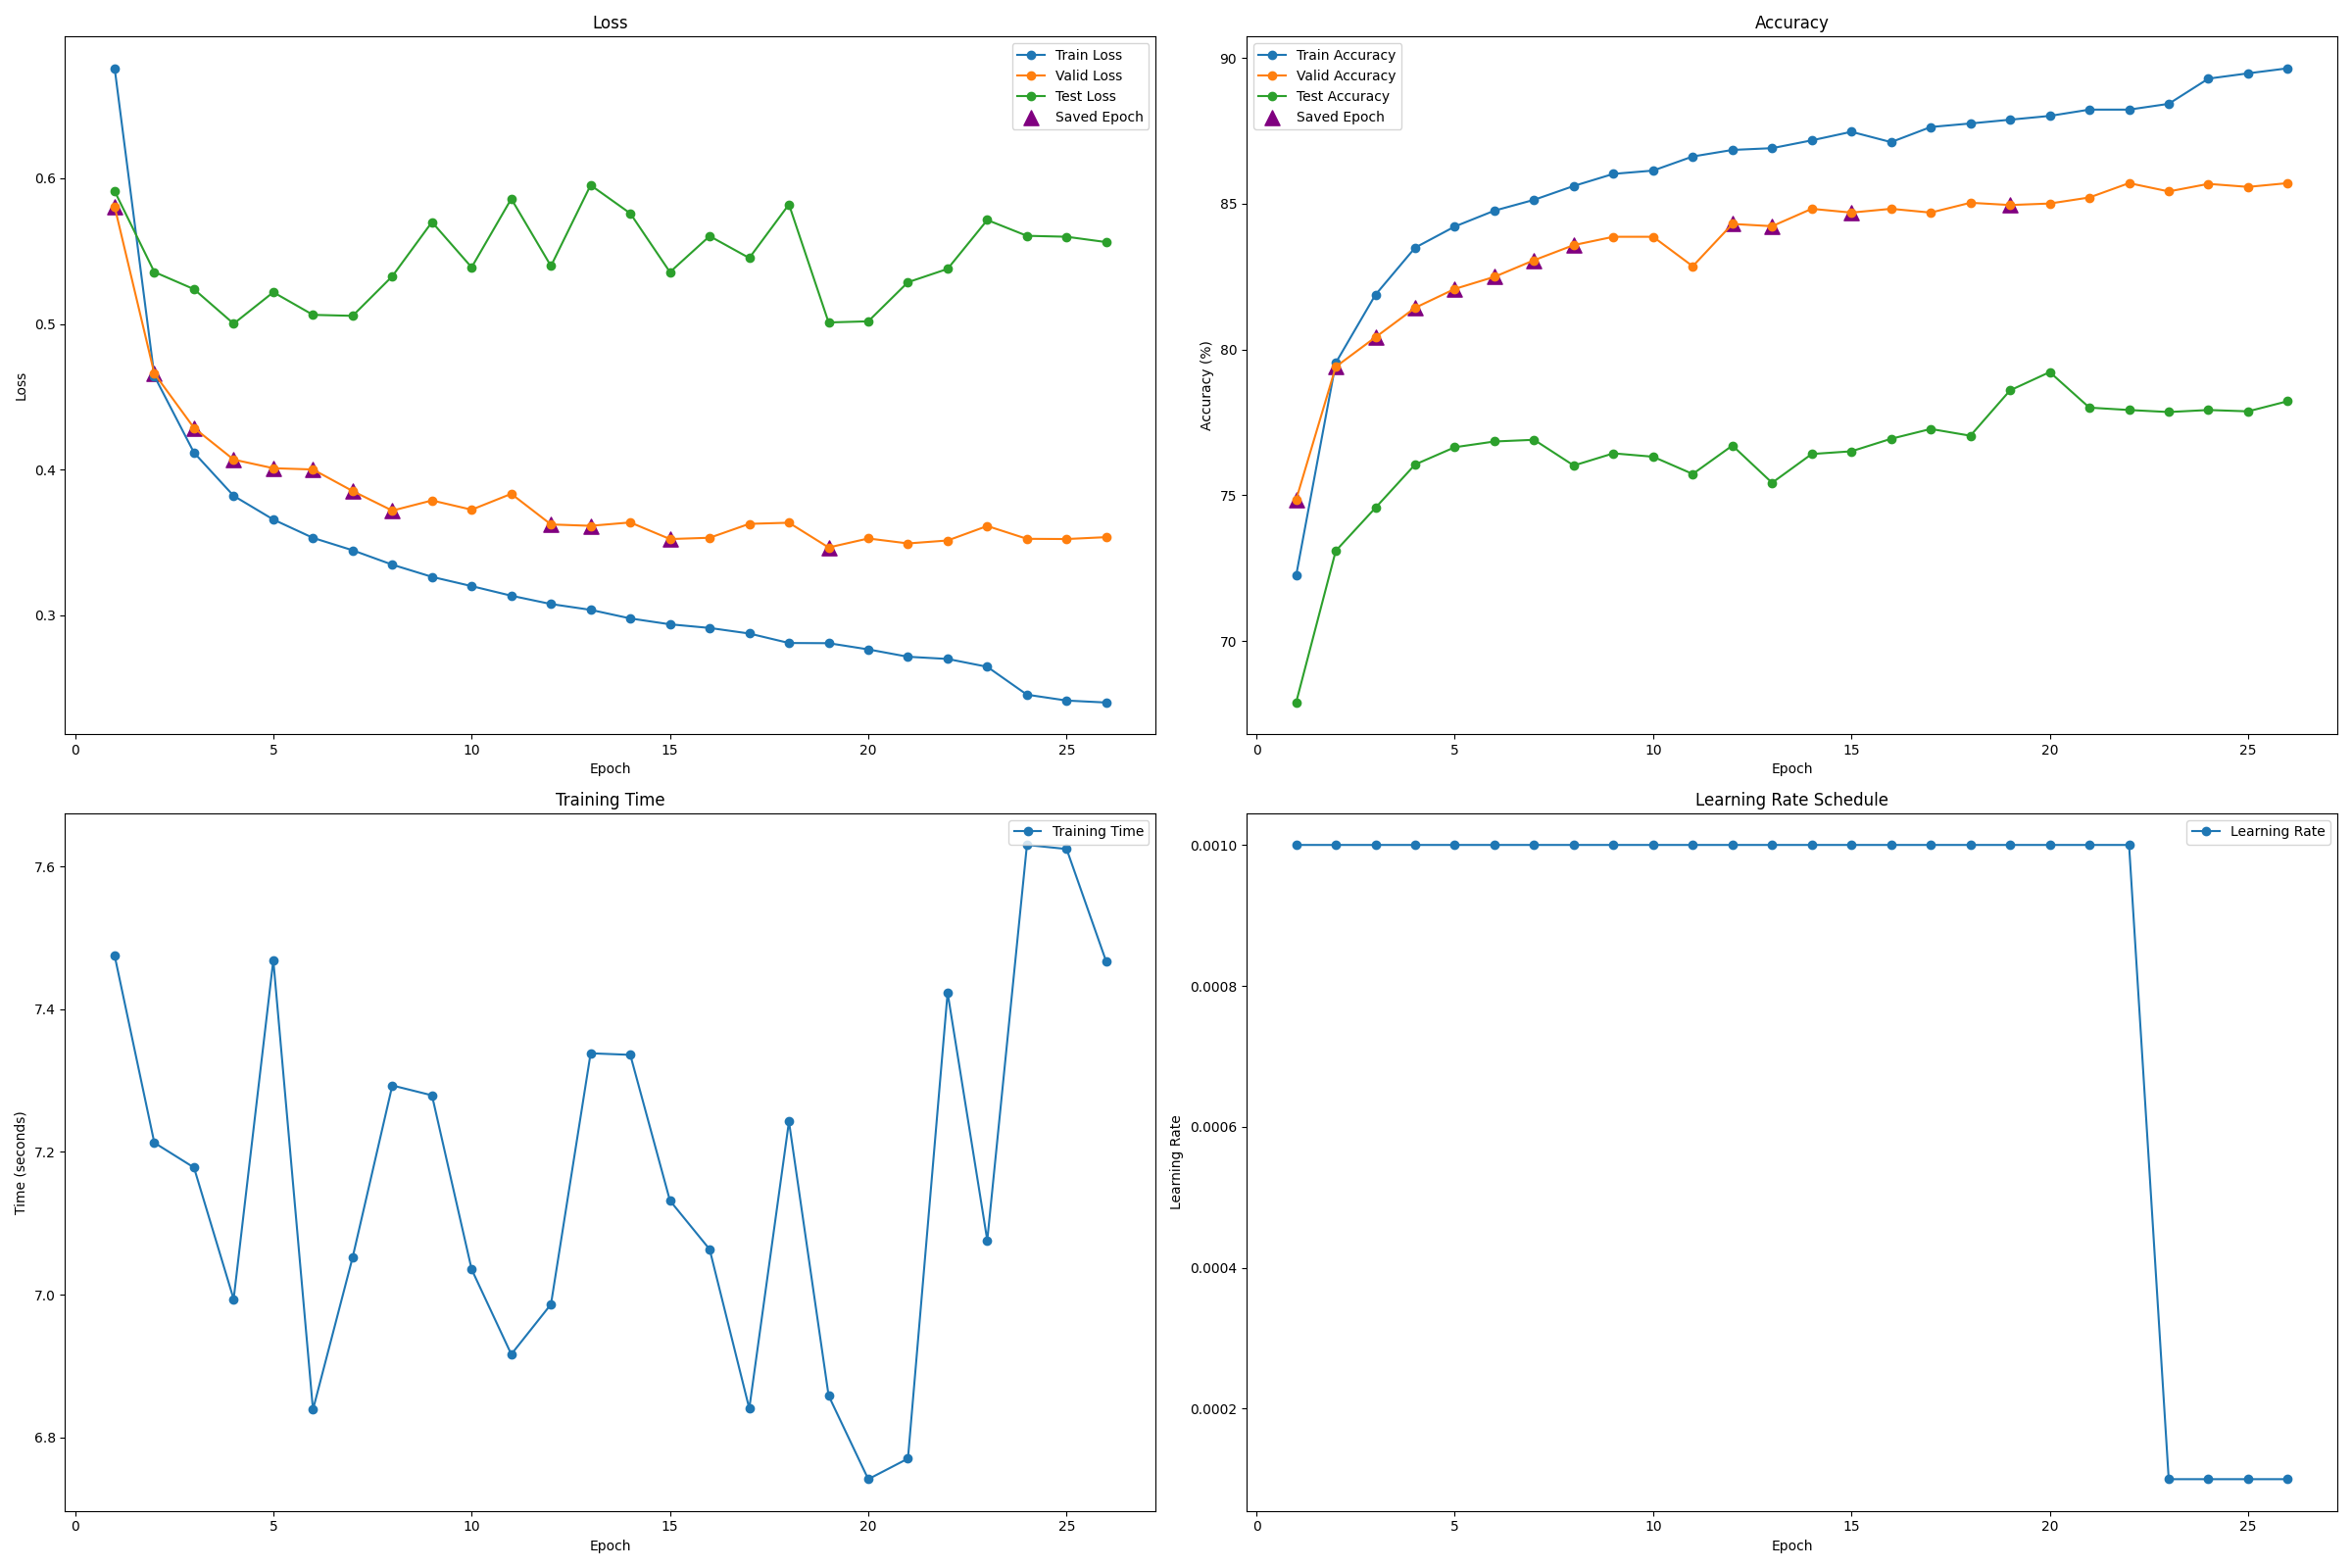 Loss
Train Loss
Valid Loss
Test Loss
Saved Epoch
Loss
0.6
0.5
0.4
0.3
0
5
10
15
20
25
Epoch
Accuracy
Train Accuracy
Valid Accuracy
Test Accuracy
Saved Epoch
Accuracy (%)
90
85
80
75
70
0
5
10
15
20
25
Epoch
Training Time
Training Time
Time (seconds)
7.6
7.4
7.2
7.0
6.8
0
5
10
15
20
25
Epoch
Learning Rate Schedule
Learning Rate
Learning Rate
0.0010
0.0008
0.0006
0.0004
0.0002
0
5
10
15
20
25
Epoch